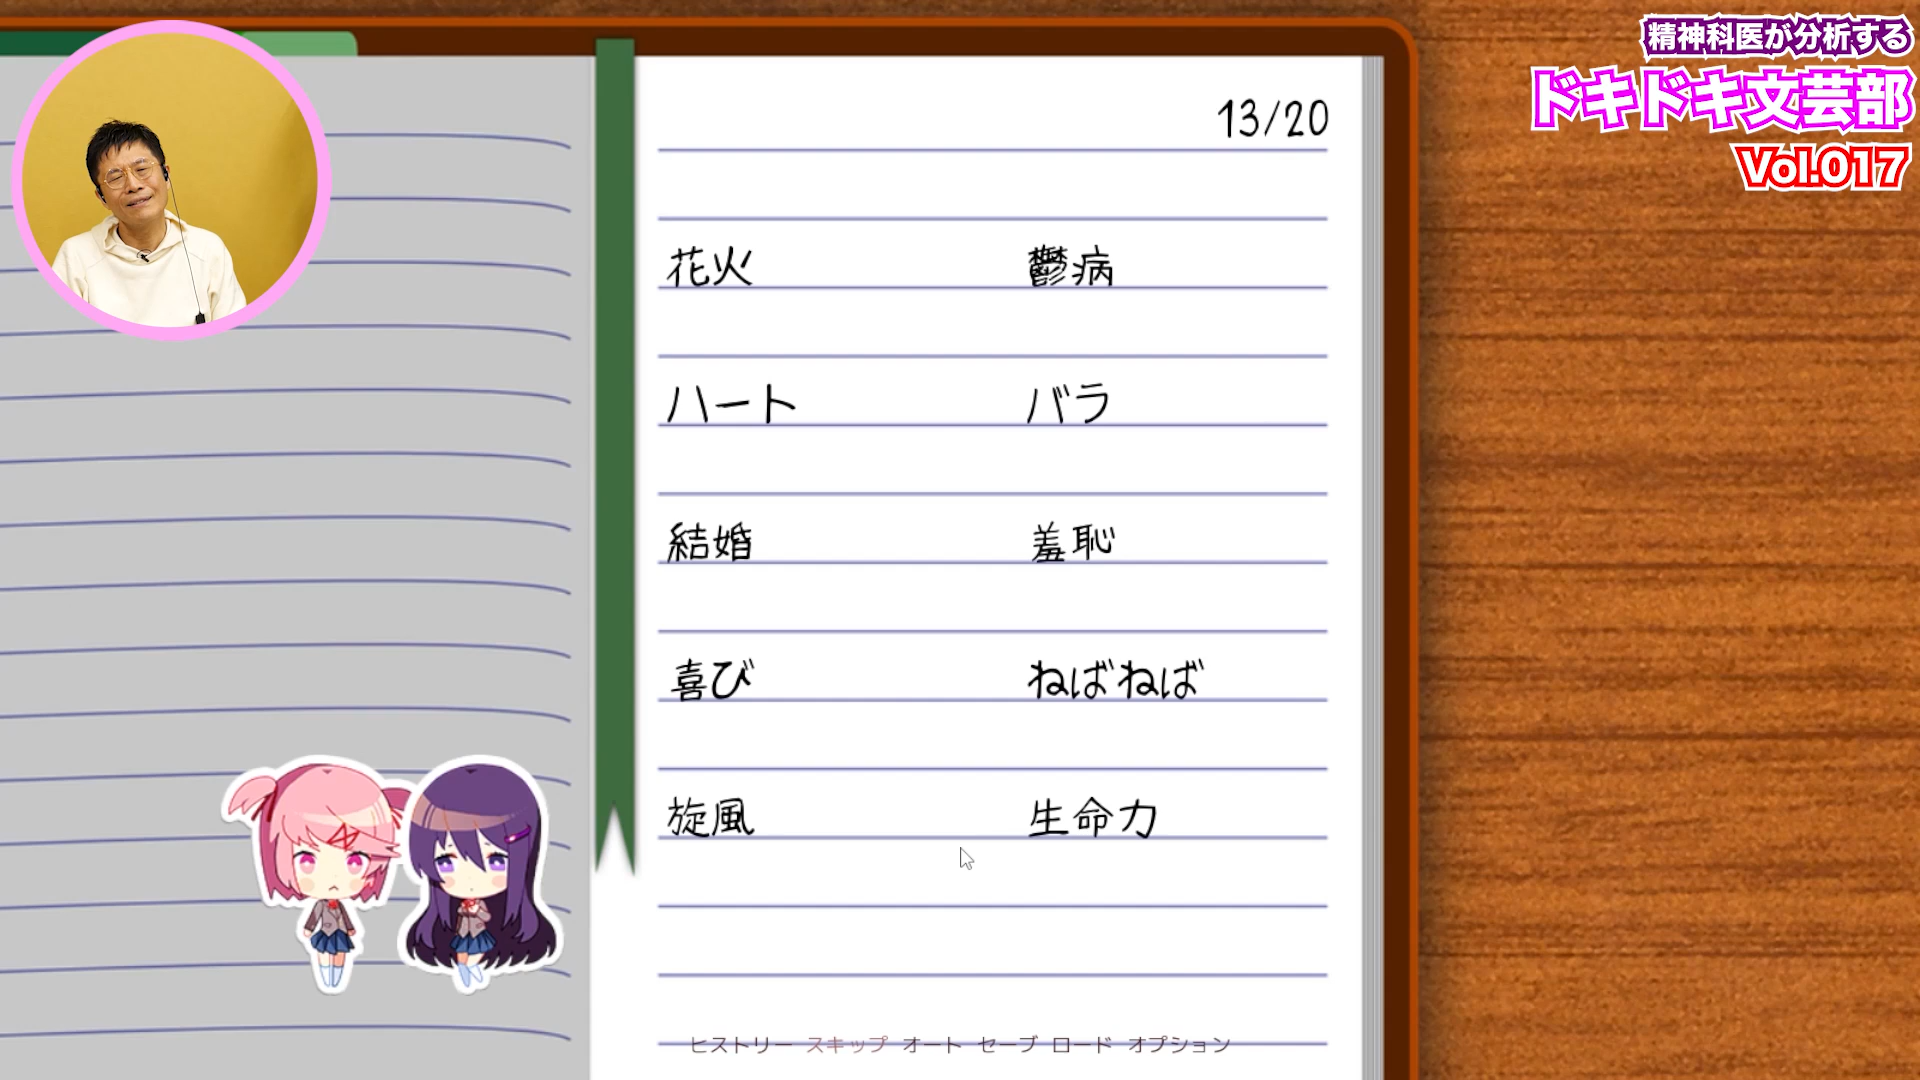 精神科医が分析する
ドキドキ文芸部
Vol.017
13/20
花火 鬱病
ハート バラ
結婚 羞恥
喜び ねばねば
旋風 生命力
ヒストリー スキップ オート セーブ ロード オプション